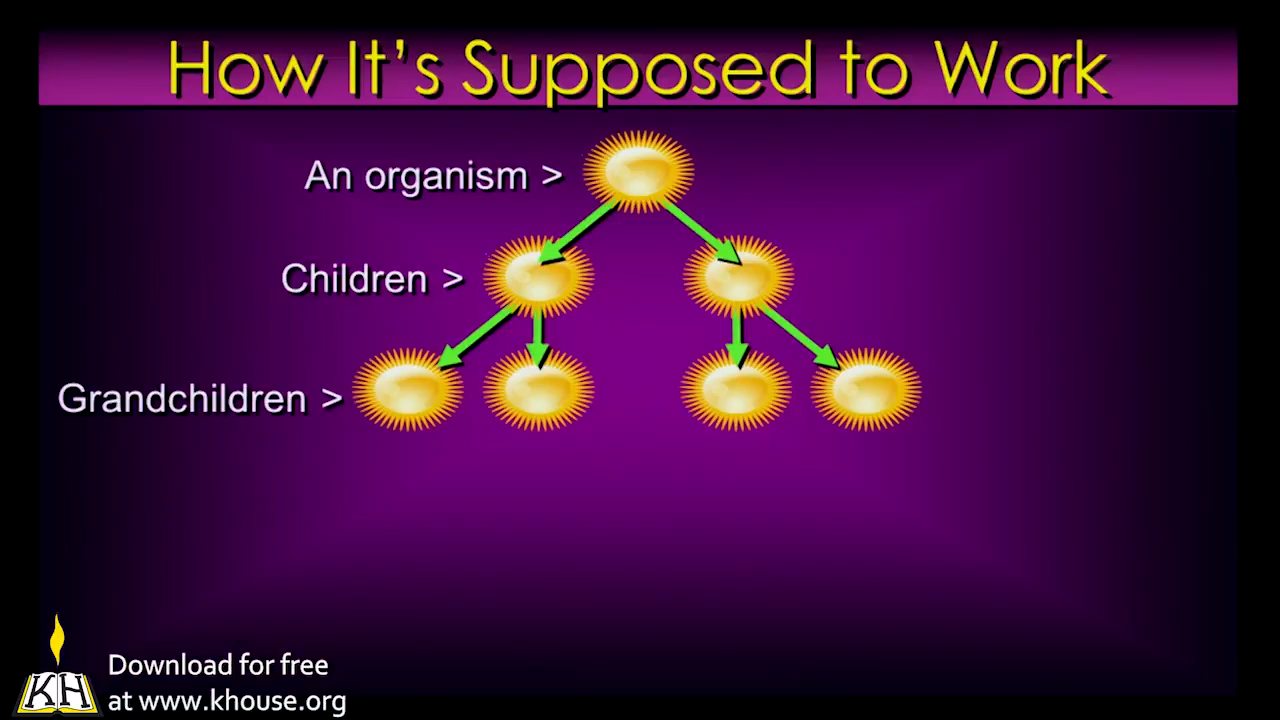 How It’s Supposed to Work
An organism >
Children >
Grandchildren >
KH
Download for free
at www.khouse.org